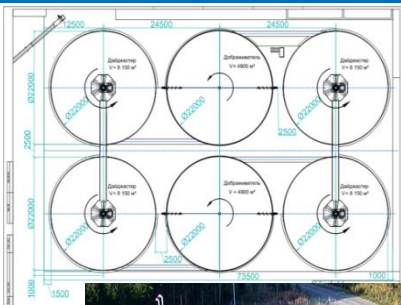 12500
24500
24500
Дайджестер
V= 8 150 м³
Дображиватель
V= 4900 м³
Дайджестер
V= 8 150 м³
Ø22000
Ø22000
Ø22000
Ø22000
2500
2500
Дайджестер
V= 8 150 м³
Дображиватель
V= 4900 м³
Дайджестер
V= 8 150 м³
Ø22000
Ø22000
Ø22000
Ø22000
2500
73500
1000
1000
1500